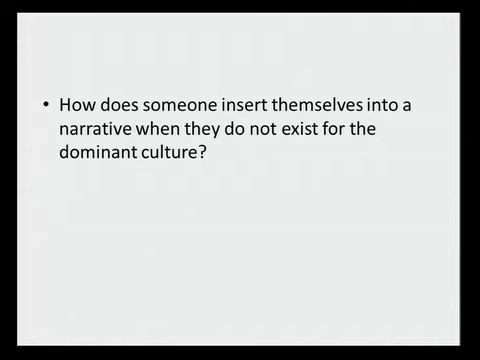 • How does someone insert themselves into a
narrative when they do not exist for the
dominant culture?